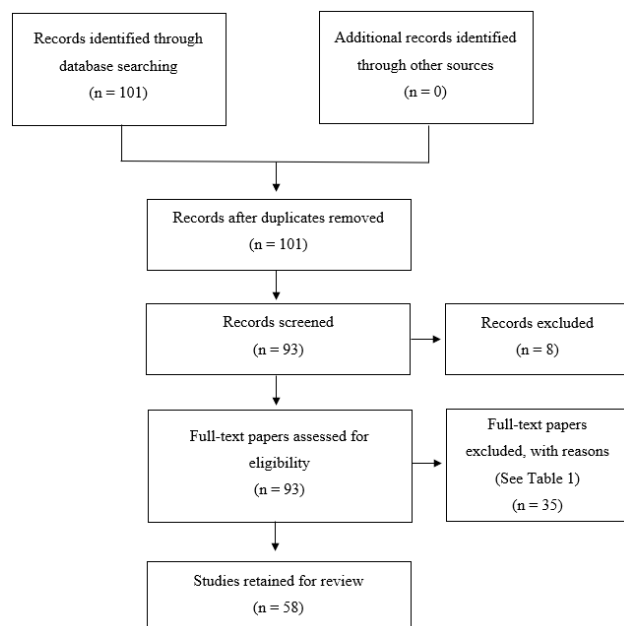 Records identified through
database searching
(n = 101)
Additional records identified
through other sources
(n = 0)
Records after duplicates removed
(n = 101)
Records screened
(n = 93)
Records excluded
(n = 8)
Full-text papers assessed for
eligibility
(n = 93)
Full-text papers
excluded, with reasons
(See Table 1)
(n = 35)
Studies retained for review
(n = 58)